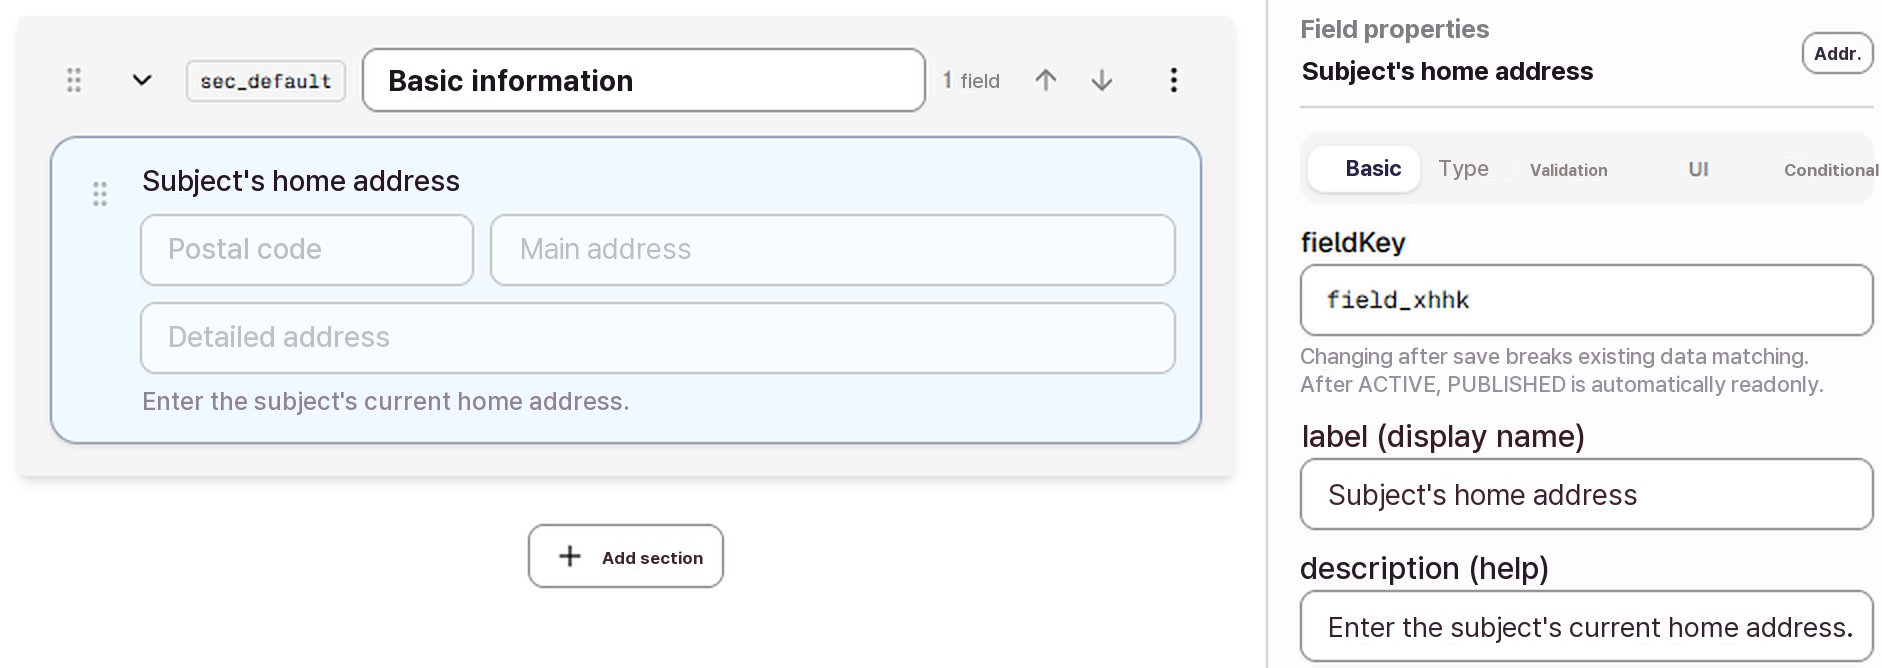 sec_default
Basic information
1 field
Subject's home address
Postal code
Main address
Detailed address
Enter the subject's current home address.
Add section
Field properties
Subject's home address
Addr.
Basic
Type
Validation
UI
Conditional
fieldKey
field_xhhk
Changing after save breaks existing data matching.
After ACTIVE, PUBLISHED is automatically readonly.
label (display name)
Subject's home address
description (help)
Enter the subject's current home address.